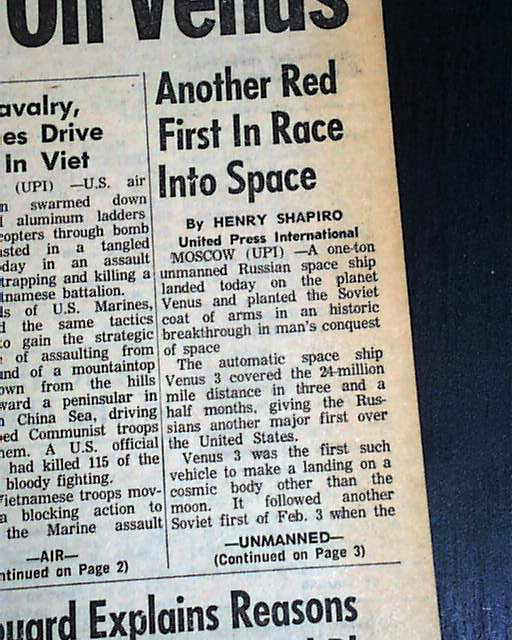 On Venus
avalry,
es Drive
In Viet
(UPI) —U.S. air
n swarmed down
aluminum ladders
opters through bomb
sted in a tangled
day in an assault
trapping and killing a
tnamese battalion.
s of U.S. Marines,
d the same tactics
to gain the strategic
of assaulting from
nd of a mountaintop
own from the hills
ward a peninsular in
China Sea, driving
ed Communist troops
hem. A U.S. official
had killed 115 of the
bloody fighting.
Vietnamese troops mov-
a blocking action to
the Marine assault
—AIR—
ntinued on Page 2)
Another Red
First In Race
Into Space
By HENRY SHAPIRO
United Press International
MOSCOW (UPI) —A one-ton
unmanned Russian space ship
landed today on the planet
Venus and planted the Soviet
coat of arms in an historic
breakthrough in man's conquest
of space
The automatic space ship
Venus 3 covered the 24-million
mile distance in three and a
half months, giving the Rus-
sians another major first over
the United States.
Venus 3 was the first such
vehicle to make a landing on a
cosmic body other than the
moon. It followed another
Soviet first of Feb. 3 when the
—UNMANNED—
(Continued on Page 3)
uard Explains Reasons